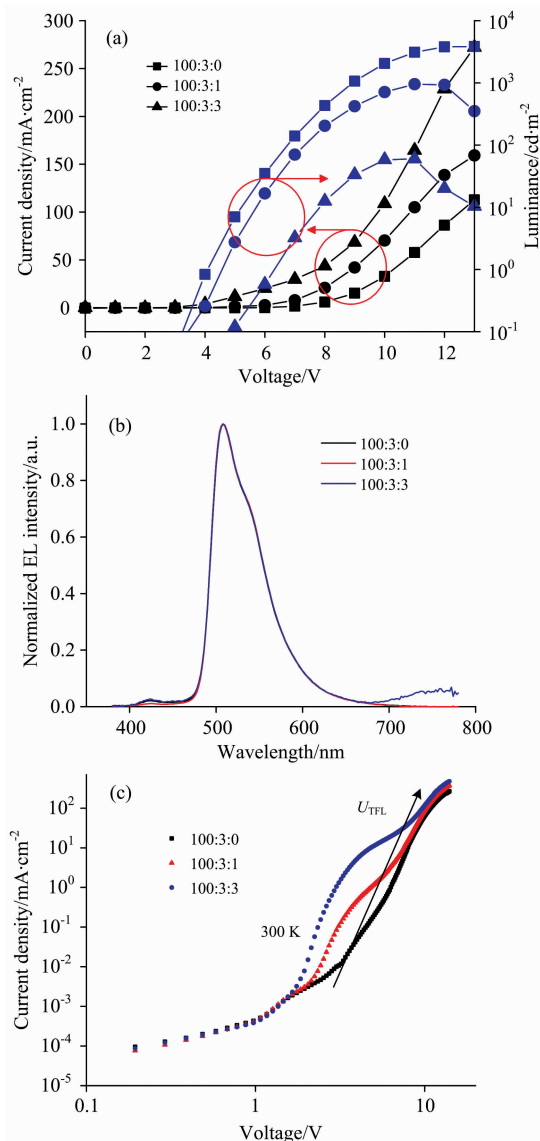 (a)
100:3:0
100:3:1
100:3:3
Current density/mA·cm⁻²
300
250
200
150
100
50
0
Luminance/cd·m⁻²
10⁴
10³
10²
10¹
10⁰
10⁻¹
0 2 4 6 8 10 12
Voltage/V
(b)
100:3:0
100:3:1
100:3:3
Normalized EL intensity/a.u.
1.0
0.8
0.6
0.4
0.2
0.0
400 500 600 700 800
Wavelength/nm
(c)
100:3:0
100:3:1
100:3:3
U_TFL
300 K
Current density/mA·cm⁻²
10²
10¹
10⁰
10⁻¹
10⁻²
10⁻³
10⁻⁴
10⁻⁵
0.1 1 10
Voltage/V